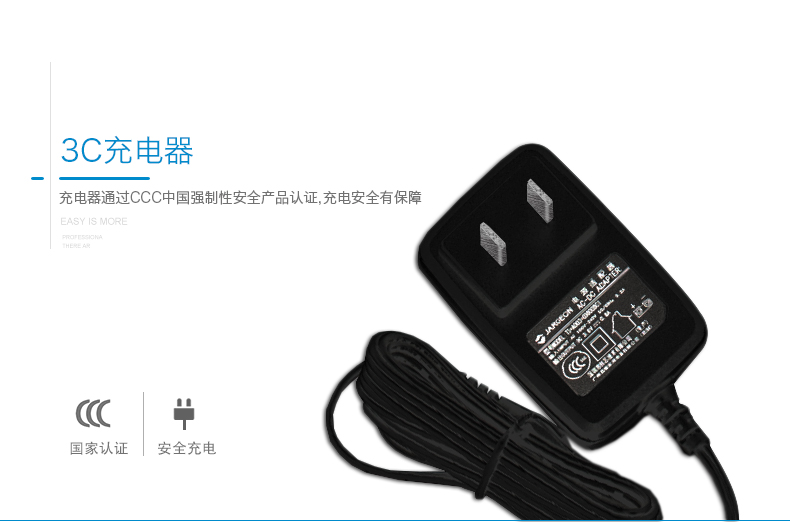 3C充电器
充电器通过CCC中国强制性安全产品认证,充电安全有保障
EASY IS MORE
PROFESSIONA
THERE AR
国家认证
安全充电
JARGEON 电源适配器
AC-DC ADAPTER